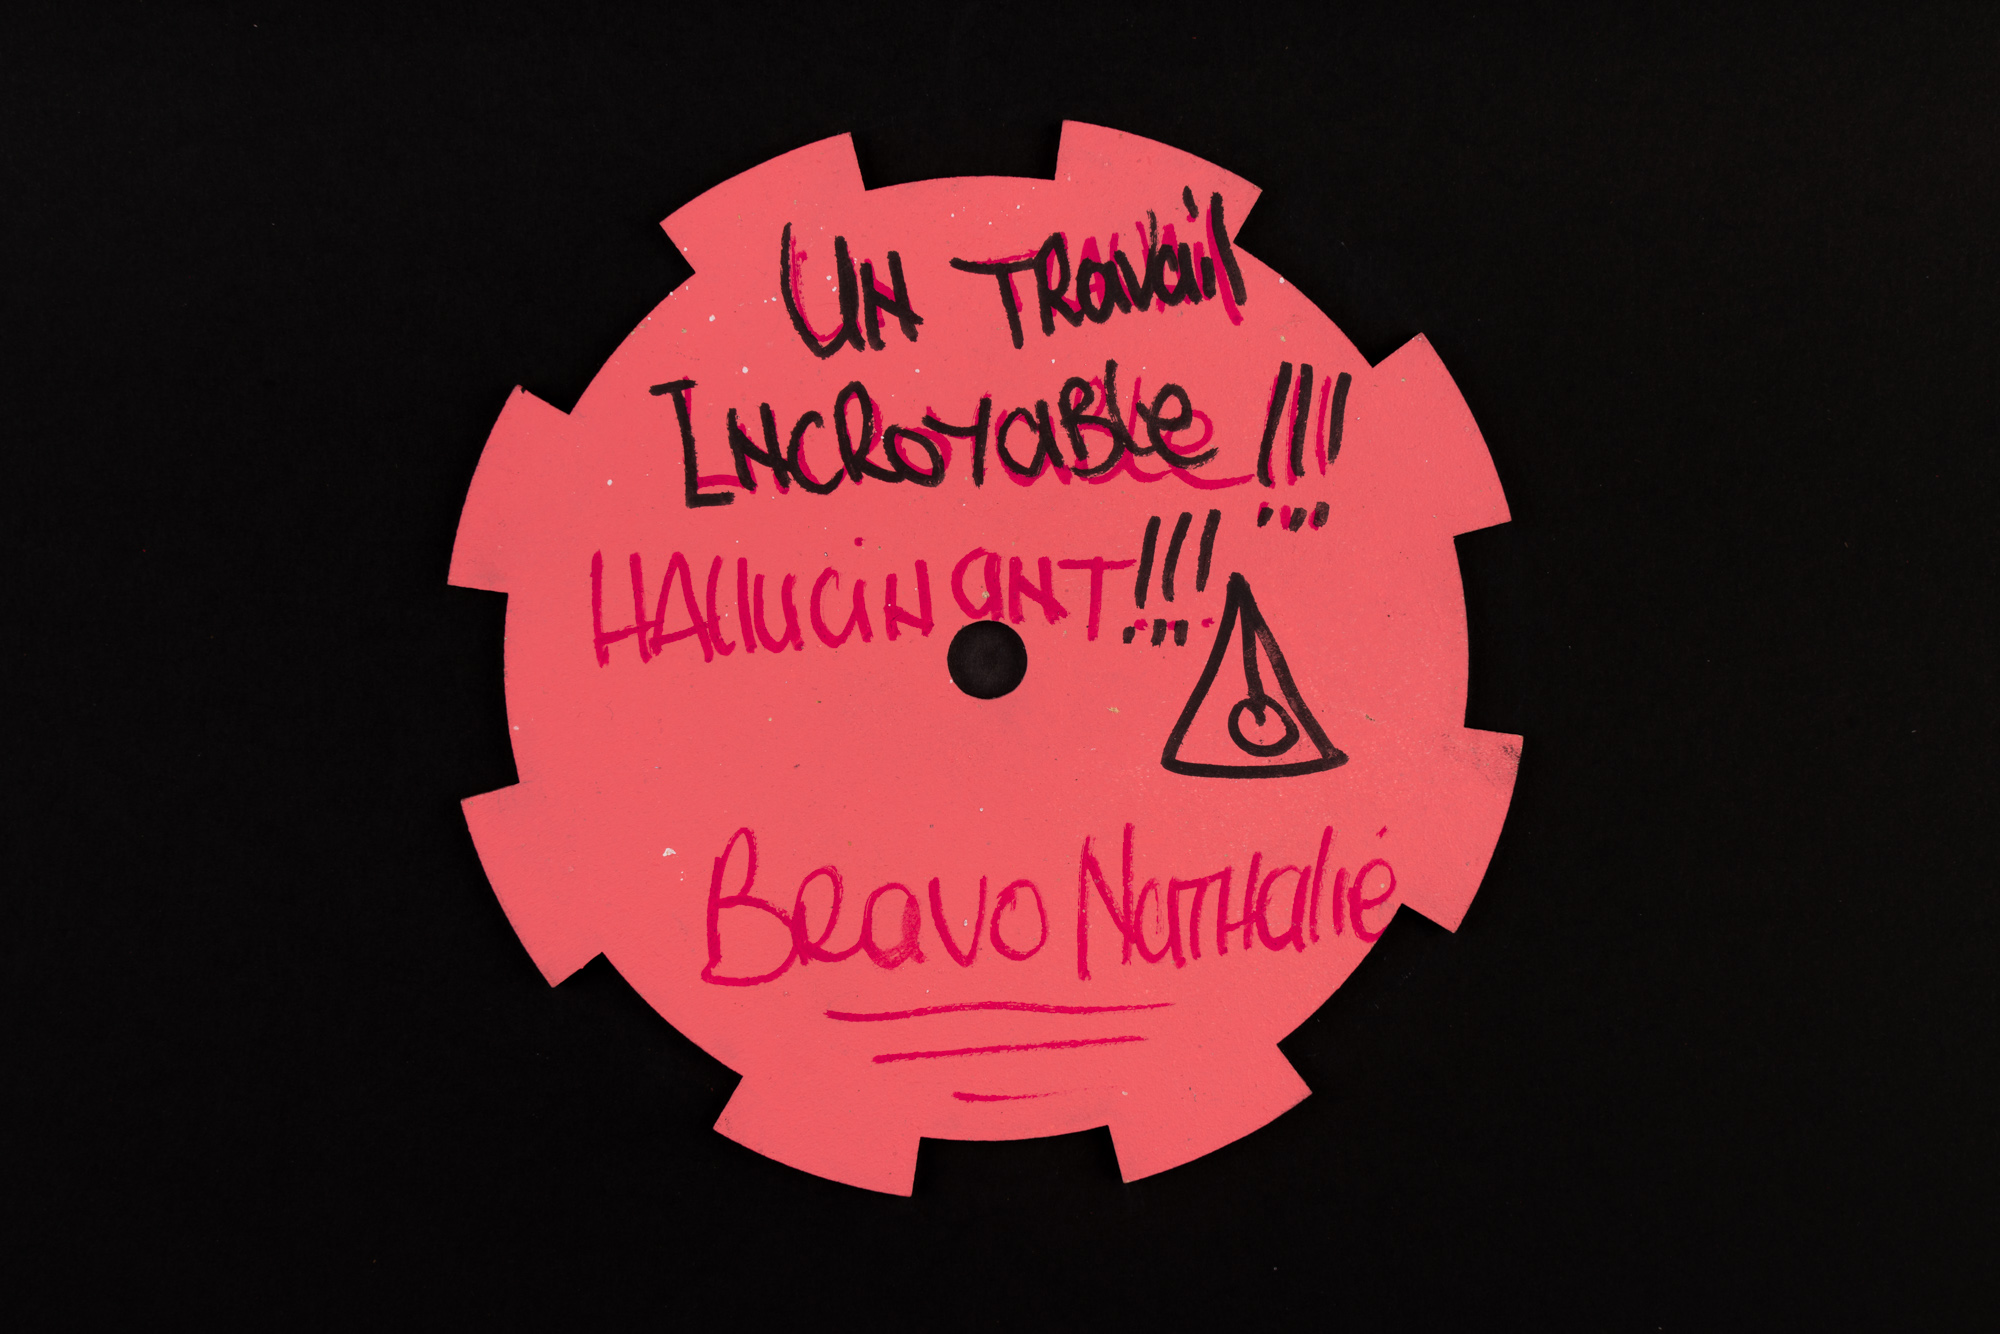 Un Travail
Incroyable !!!
Hallucinant !!!
Bravo Nathalie